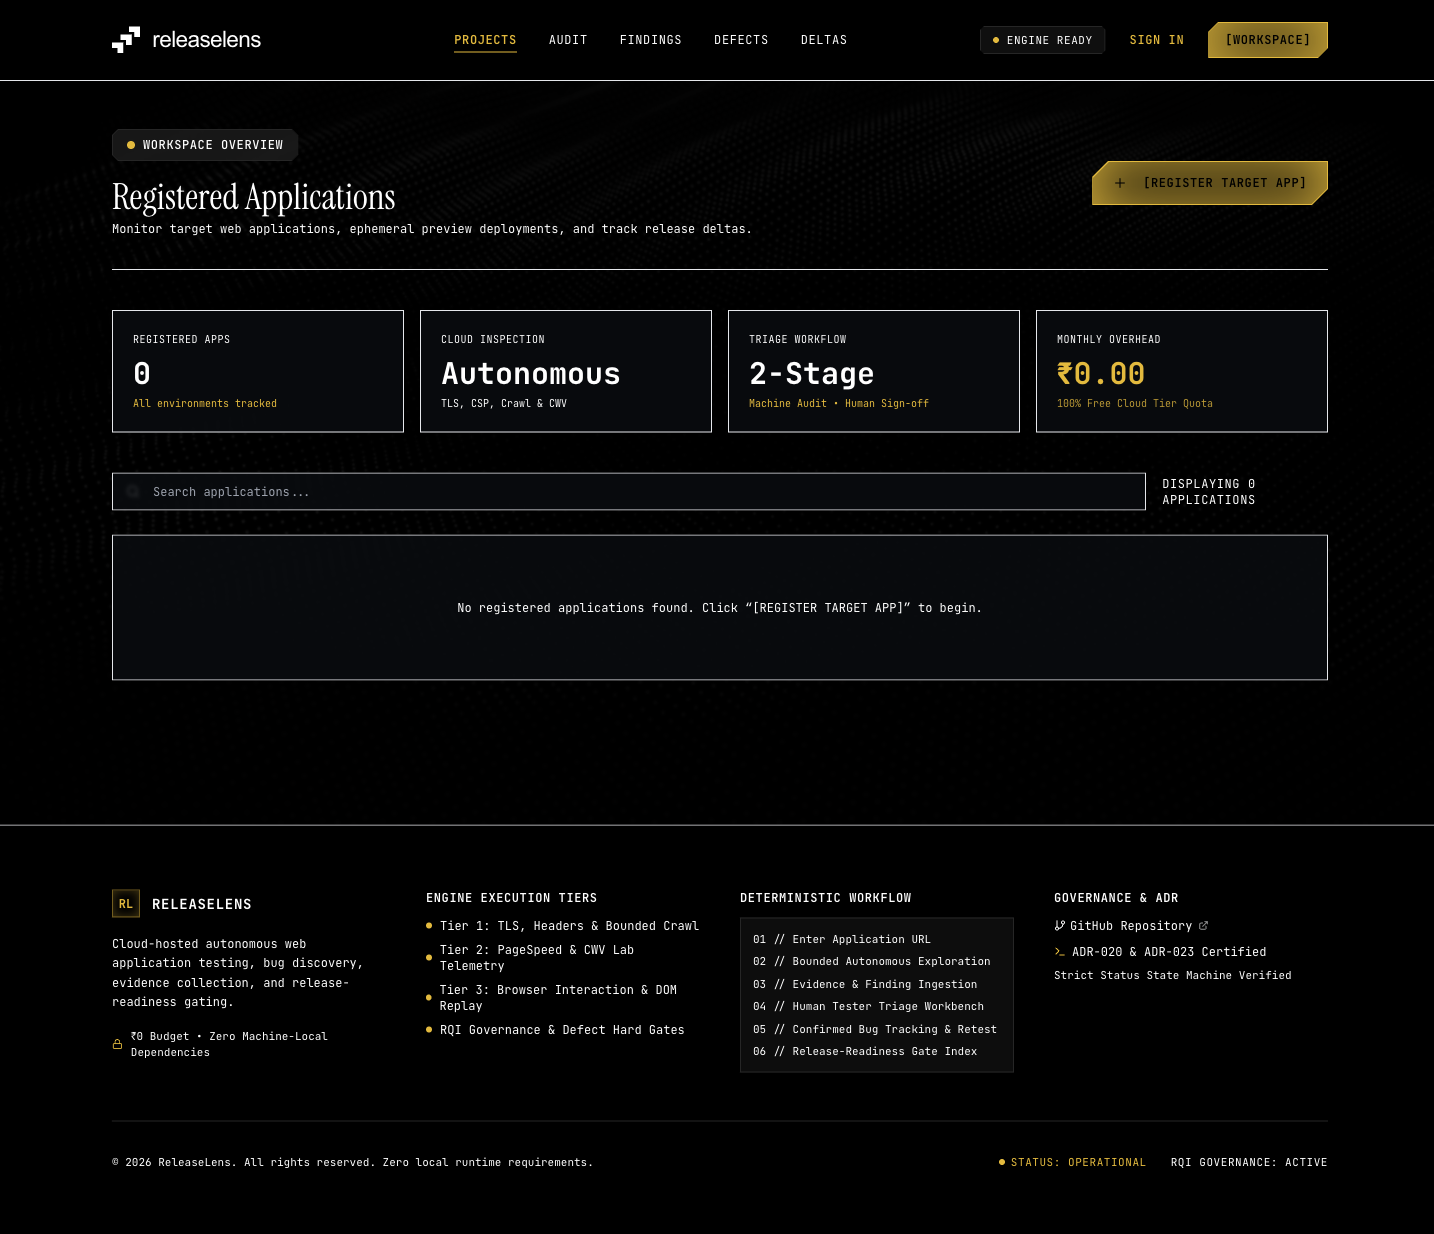 releaselens
PROJECTS AUDIT FINDINGS DEFECTS DELTAS
ENGINE READY
SIGN IN
[WORKSPACE]
WORKSPACE OVERVIEW
Registered Applications
Monitor target web applications, ephemeral preview deployments, and track release deltas.
+ [REGISTER TARGET APP]
REGISTERED APPS
0
All environments tracked
CLOUD INSPECTION
Autonomous
TLS, CSP, Crawl & CWV
TRIAGE WORKFLOW
2-Stage
Machine Audit • Human Sign-off
MONTHLY OVERHEAD
₹0.00
100% Free Cloud Tier Quota
Search applications...
DISPLAYING 0
APPLICATIONS
No registered applications found. Click “[REGISTER TARGET APP]” to begin.
RL RELEASELENS
Cloud-hosted autonomous web
application testing, bug discovery,
evidence collection, and release-
readiness gating.
₹0 Budget • Zero Machine-Local
Dependencies
ENGINE EXECUTION TIERS
Tier 1: TLS, Headers & Bounded Crawl
Tier 2: PageSpeed & CWV Lab
Telemetry
Tier 3: Browser Interaction & DOM
Replay
RQI Governance & Defect Hard Gates
DETERMINISTIC WORKFLOW
01 // Enter Application URL
02 // Bounded Autonomous Exploration
03 // Evidence & Finding Ingestion
04 // Human Tester Triage Workbench
05 // Confirmed Bug Tracking & Retest
06 // Release-Readiness Gate Index
GOVERNANCE & ADR
GitHub Repository
ADR-020 & ADR-023 Certified
Strict Status State Machine Verified
© 2026 ReleaseLens. All rights reserved. Zero local runtime requirements.
STATUS: OPERATIONAL
RQI GOVERNANCE: ACTIVE